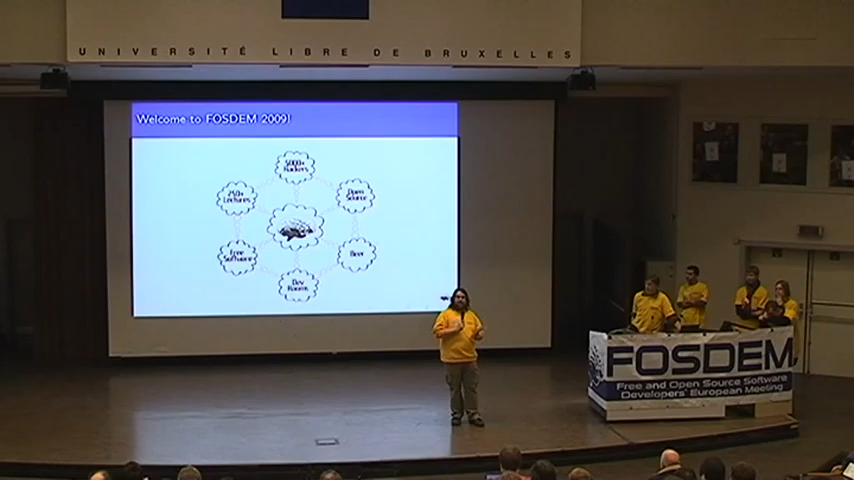 UNIVERSITÉ LIBRE DE BRUXELLES
Welcome to FOSDEM 2009!
5000+
Hackers
250+
Lectures
Open
Source
Free
Software
Beer
Dev
Rooms
FOSDEM
Free and Open Source Software
Developers' European Meeting